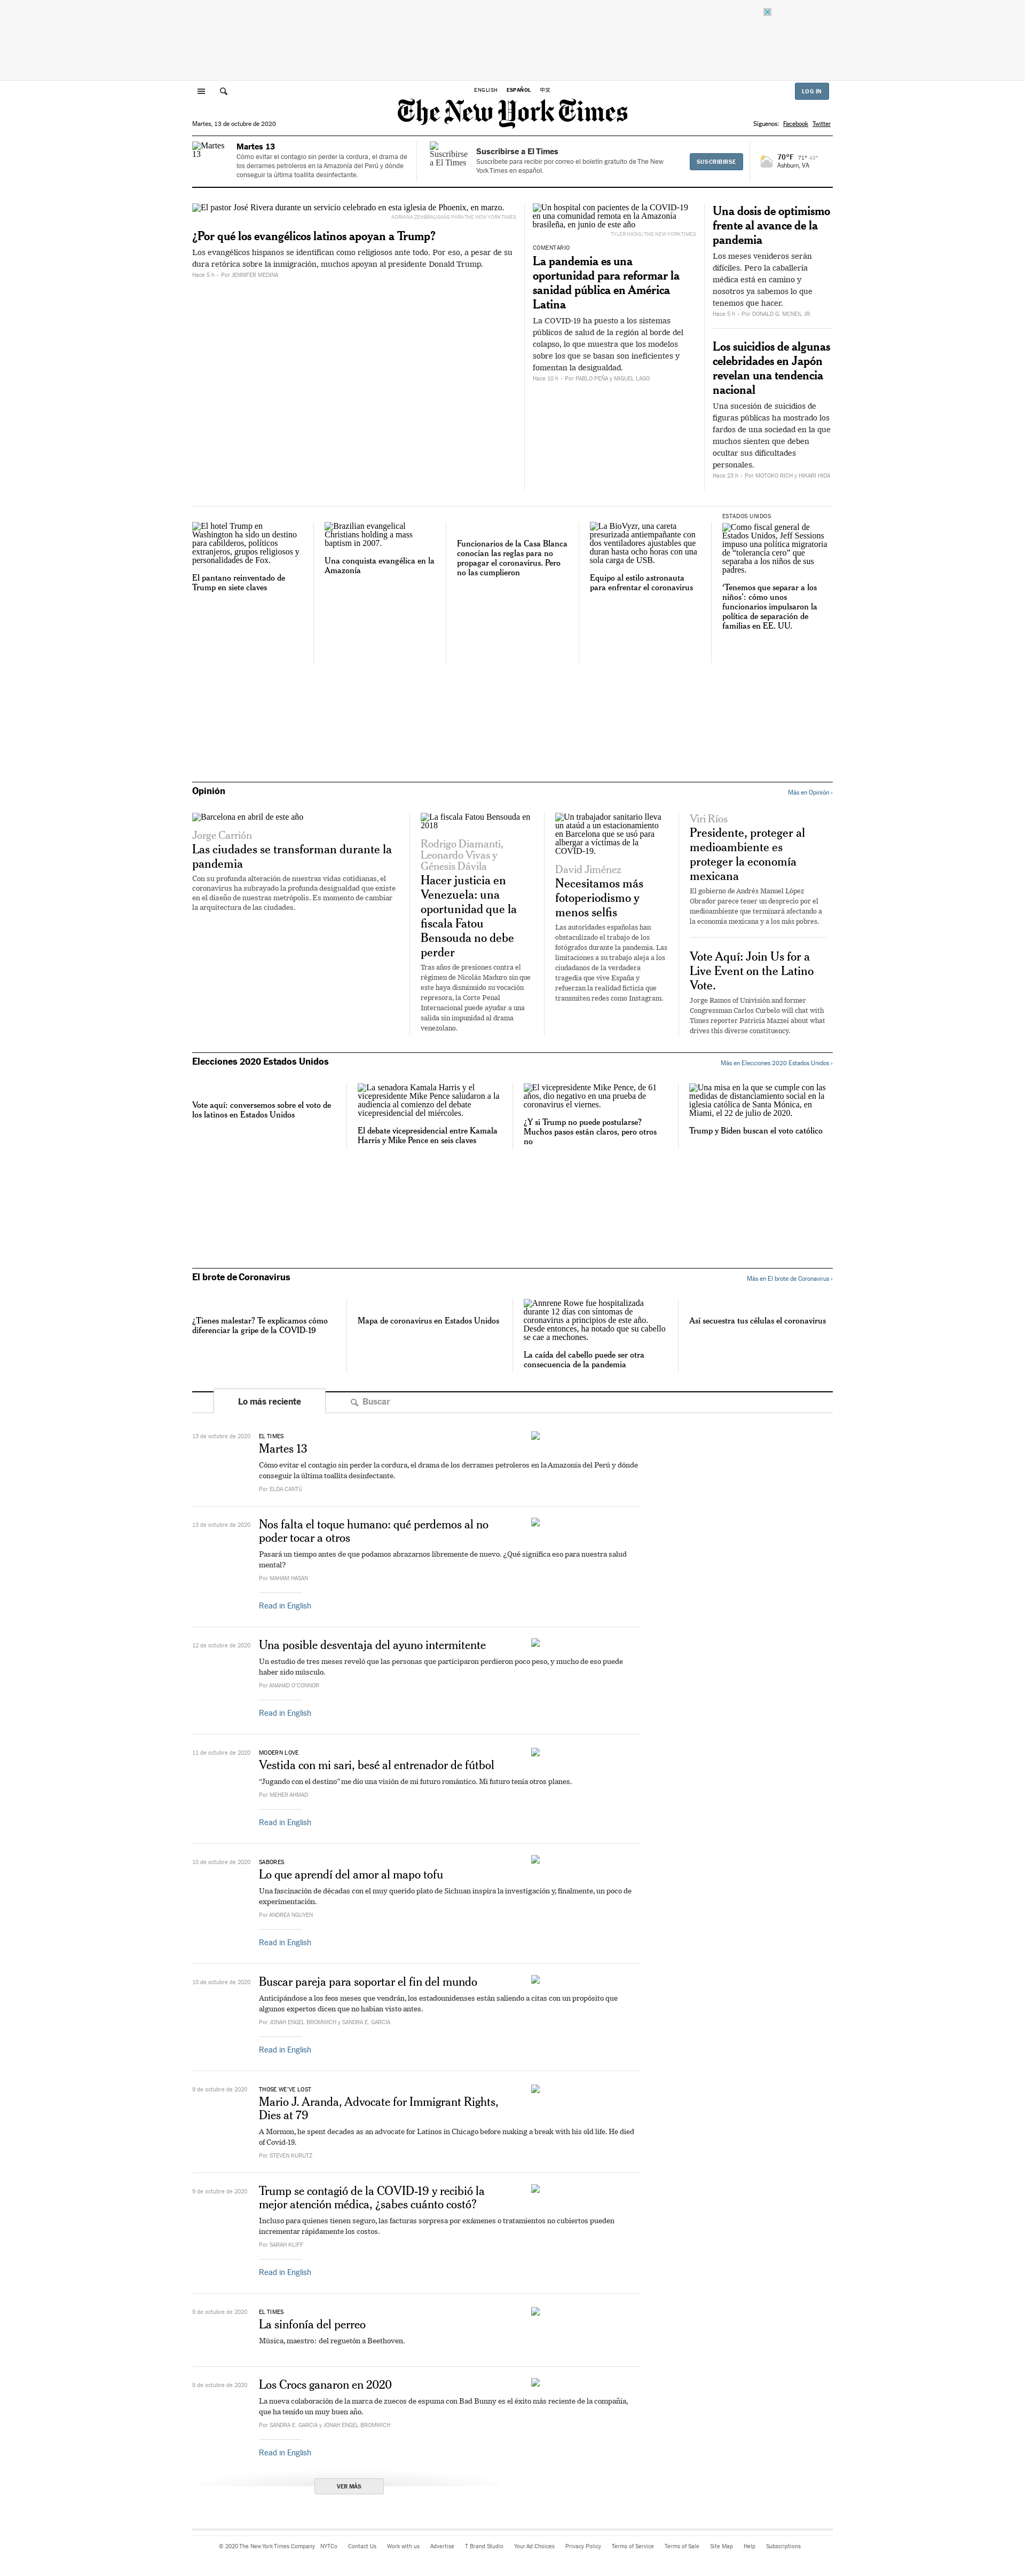 ENGLISH ESPAÑOL 中文
LOG IN
The New York Times
Martes, 13 de octubre de 2020
Síguenos: Facebook Twitter
Martes
13
Martes 13
Cómo evitar el contagio sin perder la cordura, el drama de
los derrames petroleros en la Amazonía del Perú y dónde
conseguir la última toallita desinfectante.
Suscribirse
a El Times
Suscribirse a El Times
Suscríbete para recibir por correo el boletín gratuito de The New
York Times en español.
SUSCRIBIRSE
70°F 71° 43°
Ashburn, VA
El pastor José Rivera durante un servicio celebrado en esta iglesia de Phoenix, en marzo.
ADRIANA ZEHBRAUSKAS PARA THE NEW YORK TIMES
¿Por qué los evangélicos latinos apoyan a Trump?
Los evangélicos hispanos se identifican como religiosos ante todo. Por eso, a pesar de su
dura retórica sobre la inmigración, muchos apoyan al presidente Donald Trump.
Hace 5 h - Por JENNIFER MEDINA
Un hospital con pacientes de la COVID-19
en una comunidad remota en la Amazonía
brasileña, en junio de este año
TYLER HICKS/THE NEW YORK TIMES
COMENTARIO
La pandemia es una
oportunidad para reformar la
sanidad pública en América
Latina
La COVID-19 ha puesto a los sistemas
públicos de salud de la región al borde del
colapso, lo que muestra que los modelos
sobre los que se basan son ineficientes y
fomentan la desigualdad.
Hace 10 h - Por PABLO PEÑA y MIGUEL LAGO
Una dosis de optimismo
frente al avance de la
pandemia
Los meses venideros serán
difíciles. Pero la caballería
médica está en camino y
nosotros ya sabemos lo que
tenemos que hacer.
Hace 5 h - Por DONALD G. MCNEIL JR.
Los suicidios de algunas
celebridades en Japón
revelan una tendencia
nacional
Una sucesión de suicidios de
figuras públicas ha mostrado los
fardos de una sociedad en la que
muchos sienten que deben
ocultar sus dificultades
personales.
Hace 23 h - Por MOTOKO RICH y HIKARI HIDA
El hotel Trump en
Washington ha sido un destino
para cabilderos, políticos
extranjeros, grupos religiosos y
personalidades de Fox.
El pantano reinventado de
Trump en siete claves
Brazilian evangelical
Christians holding a mass
baptism in 2007.
Una conquista evangélica en la
Amazonía
Funcionarios de la Casa Blanca
conocían las reglas para no
propagar el coronavirus. Pero
no las cumplieron
La BioVyzr, una careta
presurizada antiempañante con
dos ventiladores ajustables que
duran hasta ocho horas con una
sola carga de USB.
Equipo al estilo astronauta
para enfrentar el coronavirus
ESTADOS UNIDOS
Como fiscal general de
Estados Unidos, Jeff Sessions
impuso una política migratoria
de “tolerancia cero” que
separaba a los niños de sus
padres.
‘Tenemos que separar a los
niños’: cómo unos
funcionarios impulsaron la
política de separación de
familias en EE. UU.
Opinión
Más en Opinión ›
Barcelona en abril de este año
Jorge Carrión
Las ciudades se transforman durante la
pandemia
Con su profunda alteración de nuestras vidas cotidianas, el
coronavirus ha subrayado la profunda desigualdad que existe
en el diseño de nuestras metrópolis. Es momento de cambiar
la arquitectura de las ciudades.
La fiscala Fatou Bensouda en
2018
Rodrigo Diamanti,
Leonardo Vivas y
Génesis Dávila
Hacer justicia en
Venezuela: una
oportunidad que la
fiscala Fatou
Bensouda no debe
perder
Tras años de presiones contra el
régimen de Nicolás Maduro sin que
este haya disminuido su vocación
represora, la Corte Penal
Internacional puede ayudar a una
salida sin impunidad al drama
venezolano.
Un trabajador sanitario lleva
un ataúd a un estacionamiento
en Barcelona que se usó para
albergar a víctimas de la
COVID-19.
David Jiménez
Necesitamos más
fotoperiodismo y
menos selfis
Las autoridades españolas han
obstaculizado el trabajo de los
fotógrafos durante la pandemia. Las
limitaciones a su trabajo aleja a los
ciudadanos de la verdadera
tragedia que vive España y
refuerzan la realidad ficticia que
transmiten redes como Instagram.
Viri Ríos
Presidente, proteger al
medioambiente es
proteger la economía
mexicana
El gobierno de Andrés Manuel López
Obrador parece tener un desprecio por el
medioambiente que terminará afectando a
la economía mexicana y a los más pobres.
Vote Aquí: Join Us for a
Live Event on the Latino
Vote.
Jorge Ramos of Univisión and former
Congressman Carlos Curbelo will chat with
Times reporter Patricia Mazzei about what
drives this diverse constituency.
Elecciones 2020 Estados Unidos
Más en Elecciones 2020 Estados Unidos ›
Vote aquí: conversemos sobre el voto de
los latinos en Estados Unidos
La senadora Kamala Harris y el
vicepresidente Mike Pence saludaron a la
audiencia al comienzo del debate
vicepresidencial del miércoles.
El debate vicepresidencial entre Kamala
Harris y Mike Pence en seis claves
El vicepresidente Mike Pence, de 61
años, dio negativo en una prueba de
coronavirus el viernes.
¿Y si Trump no puede postularse?
Muchos pasos están claros, pero otros
no
Una misa en la que se cumple con las
medidas de distanciamiento social en la
iglesia católica de Santa Mónica, en
Miami, el 22 de julio de 2020.
Trump y Biden buscan el voto católico
El brote de Coronavirus
Más en El brote de Coronavirus ›
¿Tienes malestar? Te explicamos cómo
diferenciar la gripe de la COVID-19
Mapa de coronavirus en Estados Unidos
Annrene Rowe fue hospitalizada
durante 12 días con síntomas de
coronavirus a principios de este año.
Desde entonces, ha notado que su cabello
se cae a mechones.
La caída del cabello puede ser otra
consecuencia de la pandemia
Así secuestra tus células el coronavirus
Lo más reciente
Buscar
13 de octubre de 2020
EL TIMES
Martes 13
Cómo evitar el contagio sin perder la cordura, el drama de los derrames petroleros en la Amazonía del Perú y dónde
conseguir la última toallita desinfectante.
Por ELDA CANTÚ
13 de octubre de 2020
Nos falta el toque humano: qué perdemos al no
poder tocar a otros
Pasará un tiempo antes de que podamos abrazarnos libremente de nuevo. ¿Qué significa eso para nuestra salud
mental?
Por MAHAM HASAN
Read in English
12 de octubre de 2020
Una posible desventaja del ayuno intermitente
Un estudio de tres meses reveló que las personas que participaron perdieron poco peso, y mucho de eso puede
haber sido músculo.
Por ANAHAD O'CONNOR
Read in English
11 de octubre de 2020
MODERN LOVE
Vestida con mi sari, besé al entrenador de fútbol
“Jugando con el destino” me dio una visión de mi futuro romántico. Mi futuro tenía otros planes.
Por MEHER AHMAD
Read in English
10 de octubre de 2020
SABORES
Lo que aprendí del amor al mapo tofu
Una fascinación de décadas con el muy querido plato de Sichuan inspira la investigación y, finalmente, un poco de
experimentación.
Por ANDREA NGUYEN
Read in English
10 de octubre de 2020
Buscar pareja para soportar el fin del mundo
Anticipándose a los feos meses que vendrán, los estadounidenses están saliendo a citas con un propósito que
algunos expertos dicen que no habían visto antes.
Por JONAH ENGEL BROMWICH y SANDRA E. GARCIA
Read in English
9 de octubre de 2020
THOSE WE'VE LOST
Mario J. Aranda, Advocate for Immigrant Rights,
Dies at 79
A Mormon, he spent decades as an advocate for Latinos in Chicago before making a break with his old life. He died
of Covid-19.
Por STEVEN KURUTZ
9 de octubre de 2020
Trump se contagió de la COVID-19 y recibió la
mejor atención médica, ¿sabes cuánto costó?
Incluso para quienes tienen seguro, las facturas sorpresa por exámenes o tratamientos no cubiertos pueden
incrementar rápidamente los costos.
Por SARAH KLIFF
Read in English
9 de octubre de 2020
EL TIMES
La sinfonía del perreo
Música, maestro: del reguetón a Beethoven.
9 de octubre de 2020
Los Crocs ganaron en 2020
La nueva colaboración de la marca de zuecos de espuma con Bad Bunny es el éxito más reciente de la compañía,
que ha tenido un muy buen año.
Por SANDRA E. GARCIA y JONAH ENGEL BROMWICH
Read in English
VER MÁS
© 2020 The New York Times Company NYTCo Contact Us Work with us Advertise T Brand Studio Your Ad Choices Privacy Policy Terms of Service Terms of Sale Site Map Help Subscriptions